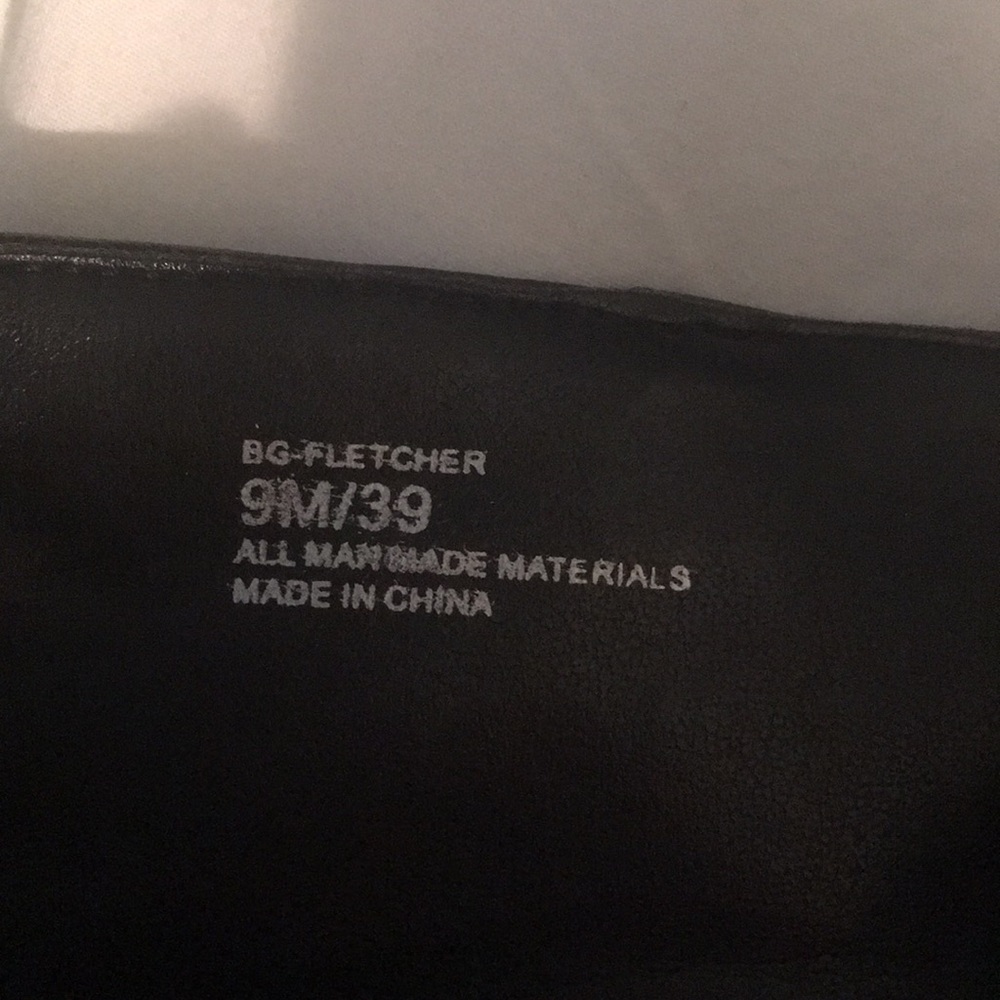 BG-FLETCHER
9M/39
ALL MAN MADE MATERIALS
MADE IN CHINA